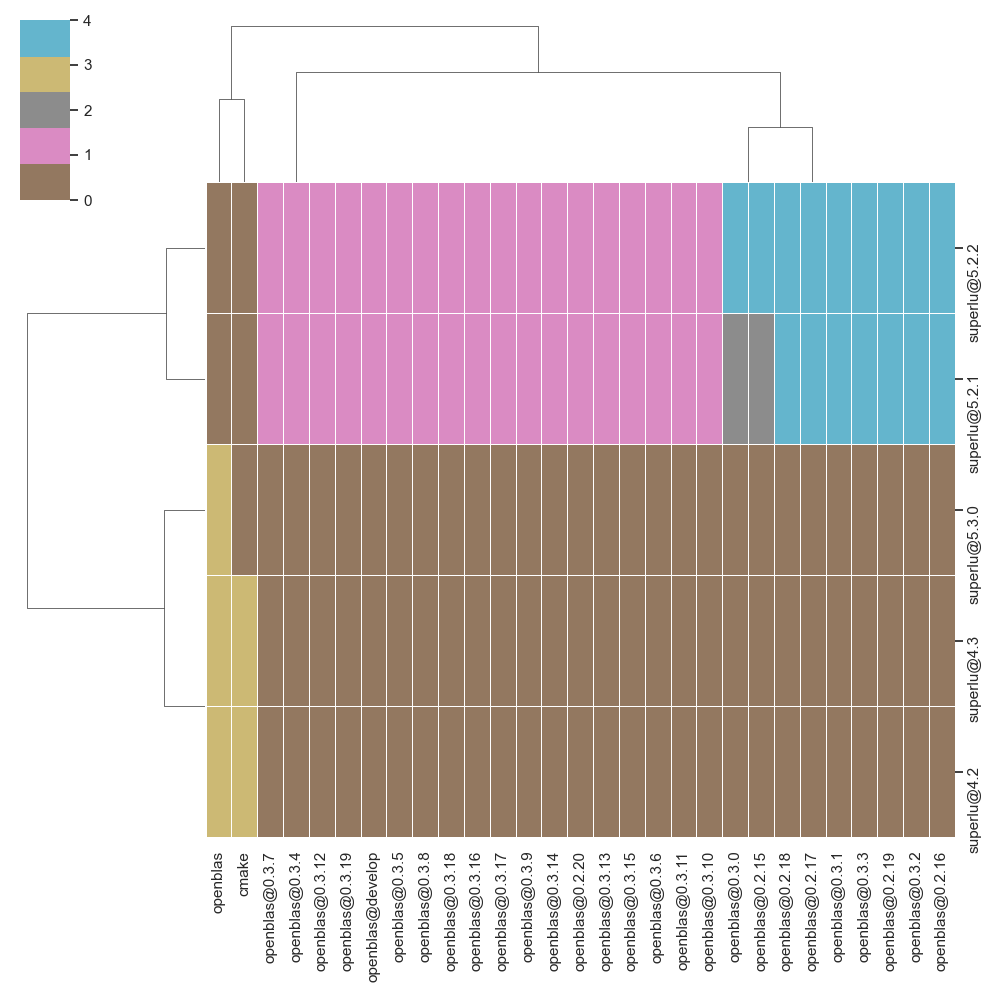 4
3
2
1
0
superlu@5.2.2
superlu@5.2.1
superlu@5.3.0
superlu@4.3
superlu@4.2
openblas
cmake
openblas@0.3.7
openblas@0.3.4
openblas@0.3.12
openblas@0.3.19
openblas@develop
openblas@0.3.5
openblas@0.3.8
openblas@0.3.18
openblas@0.3.16
openblas@0.3.17
openblas@0.3.9
openblas@0.3.14
openblas@0.2.20
openblas@0.3.13
openblas@0.3.15
openblas@0.3.6
openblas@0.3.11
openblas@0.3.10
openblas@0.3.0
openblas@0.2.15
openblas@0.2.18
openblas@0.2.17
openblas@0.3.1
openblas@0.3.3
openblas@0.2.19
openblas@0.3.2
openblas@0.2.16